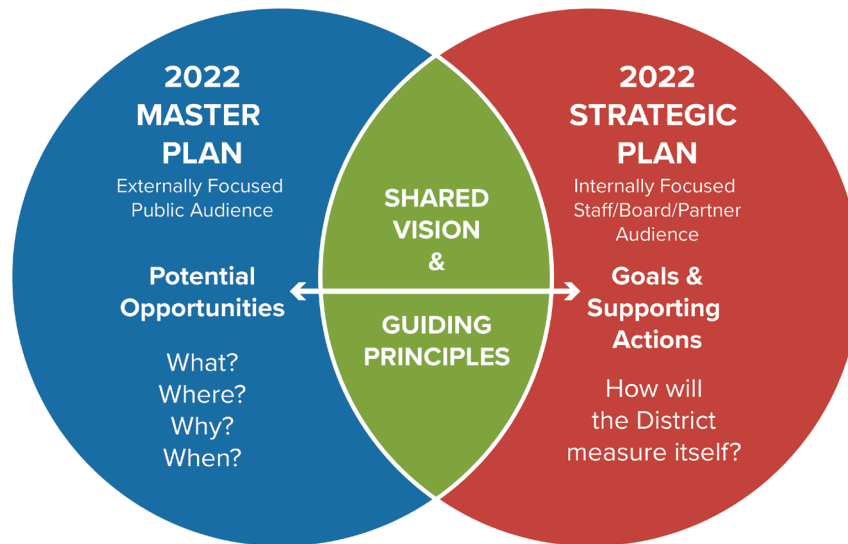 2022
MASTER
PLAN
Externally Focused
Public Audience
Potential
Opportunities
What?
Where?
Why?
When?
SHARED
VISION
&
GUIDING
PRINCIPLES
2022
STRATEGIC
PLAN
Internally Focused
Staff/Board/Partner
Audience
Goals &
Supporting
Actions
How will
the District
measure itself?